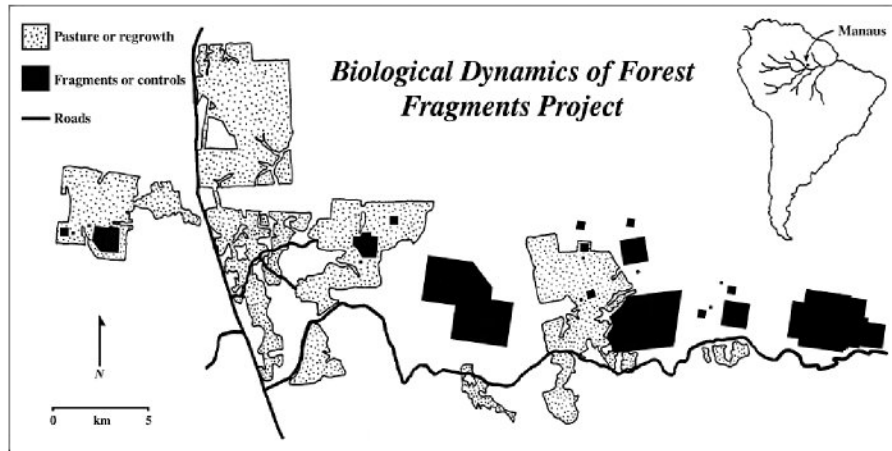 Pasture or regrowth
Fragments or controls
Roads
Biological Dynamics of Forest
Fragments Project
Manaus
N
0 5
km